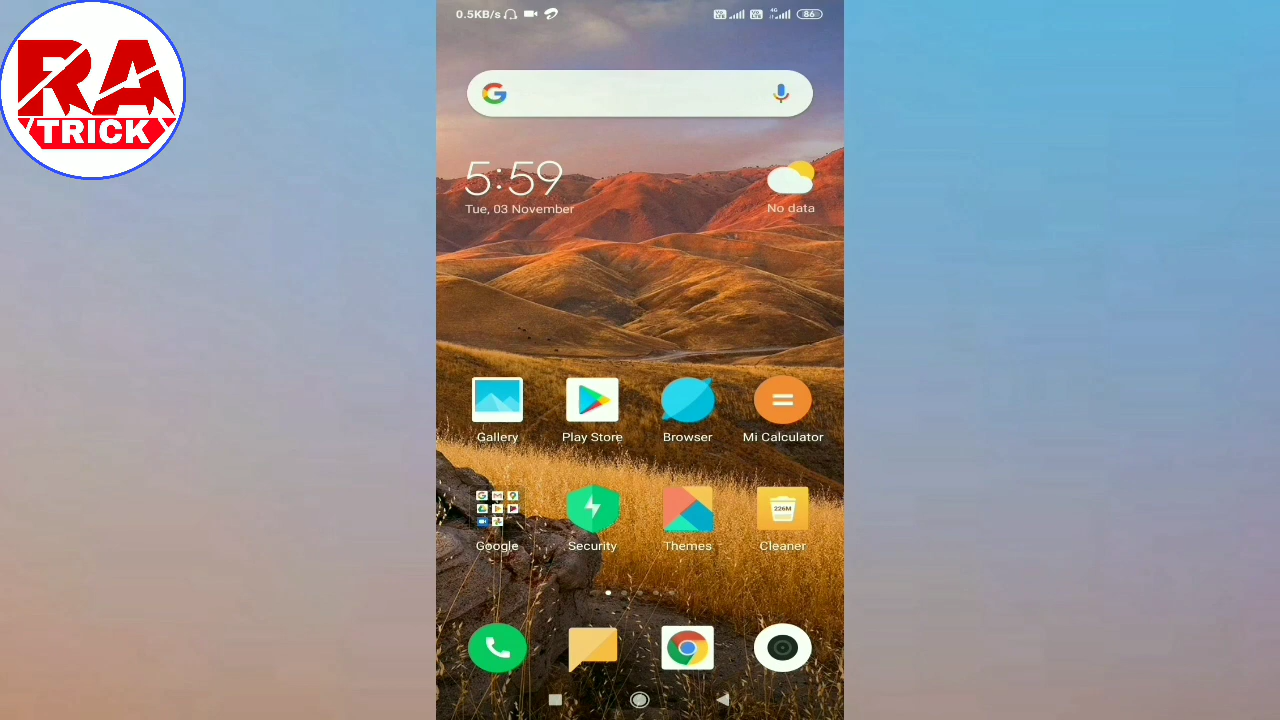 RA
TRICK
0.5KB/s
4G
86
5:59
Tue, 03 November
No data
Gallery
Play Store
Browser
Mi Calculator
226M
Google
Security
Themes
Cleaner